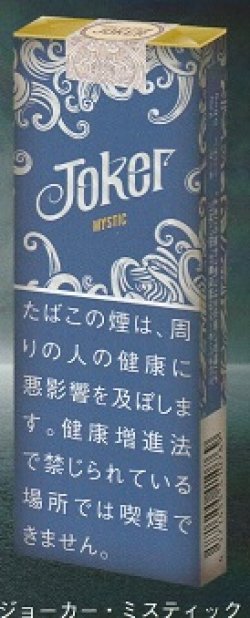 Joker
Joker
MYSTIC
たばこの煙は、周
りの人の健康に
悪影響を及ぼしま
す。健康増進法
で禁じられている
場所では喫煙で
きません。
ジョーカー・ミスティック